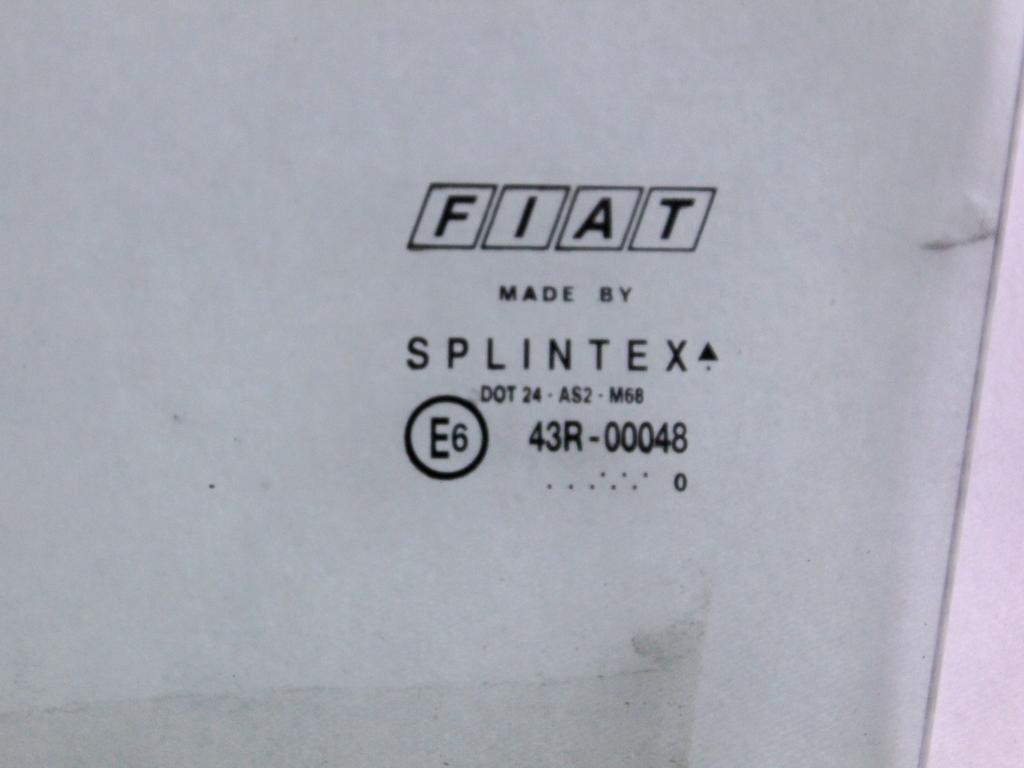 FIAT
MADE BY
SPLINTEX▲
DOT 24 - AS2 - M68
E6 43R-00048
. . . . . . . . . 0